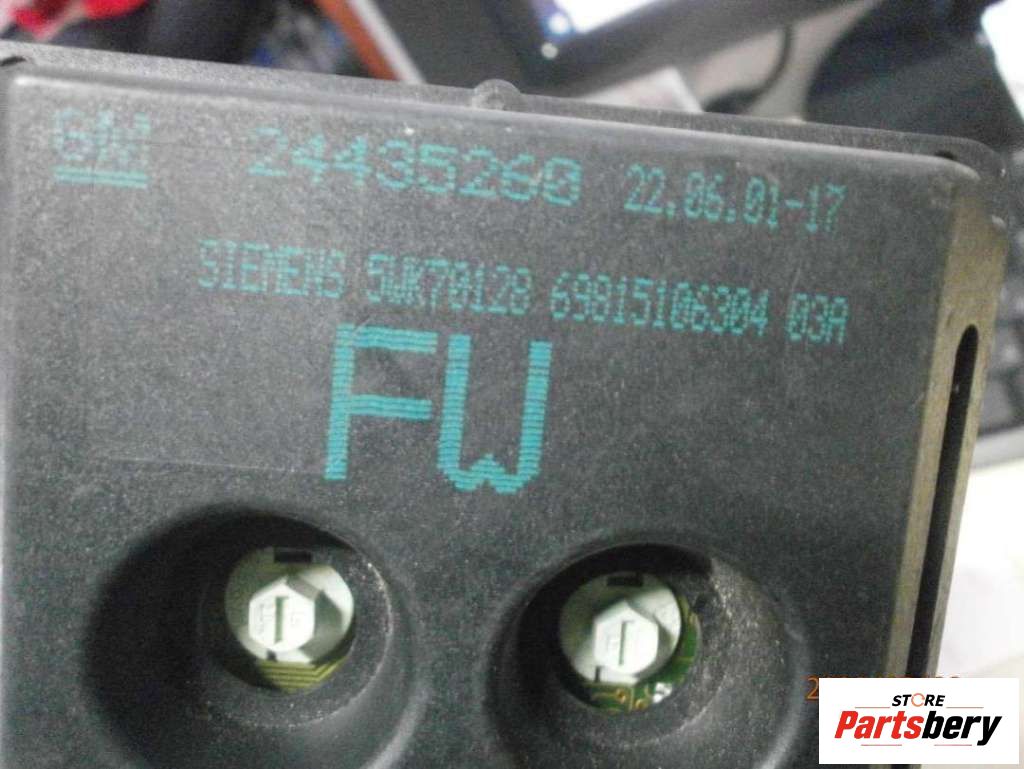 GM 24435260 22.06.01-17
SIEMENS 5WK70128 69815106304 03A
FW
STORE
Partsbery